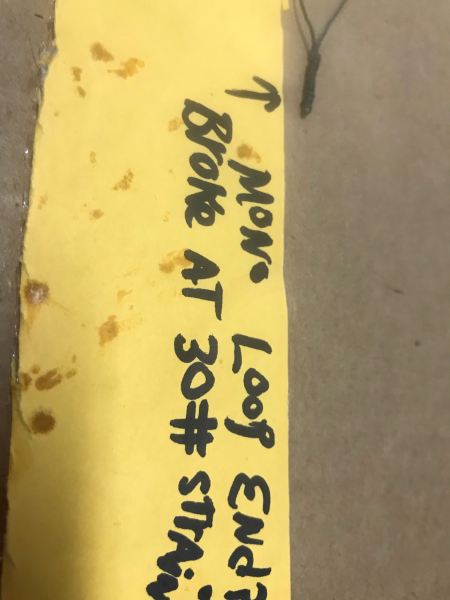 MONo LOOP END
BroKe AT 30# STRAiN